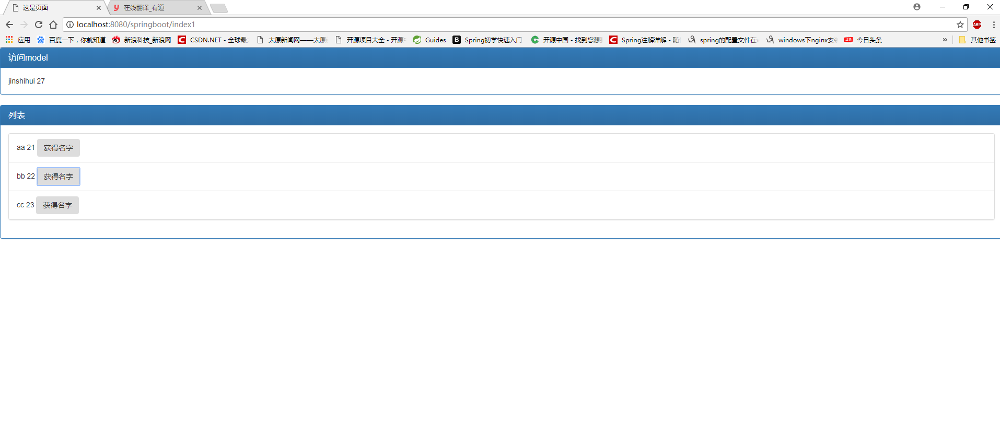 这是页面
在线翻译_有道
localhost:8080/springboot/index1
ABP
应用 百度一下，你就知道 新浪科技_新浪网 CSDN.NET - 全球最 太原新闻网——太原 开源项目大全 - 开源 Guides Spring初学快速入门 开源中国 - 找到您想 Spring注解详解 - 随 spring的配置文件在 windows下nginx安 今日头条 » 其他书签
访问model
jinshihui 27
列表
aa 21 获得名字
bb 22 获得名字
cc 23 获得名字